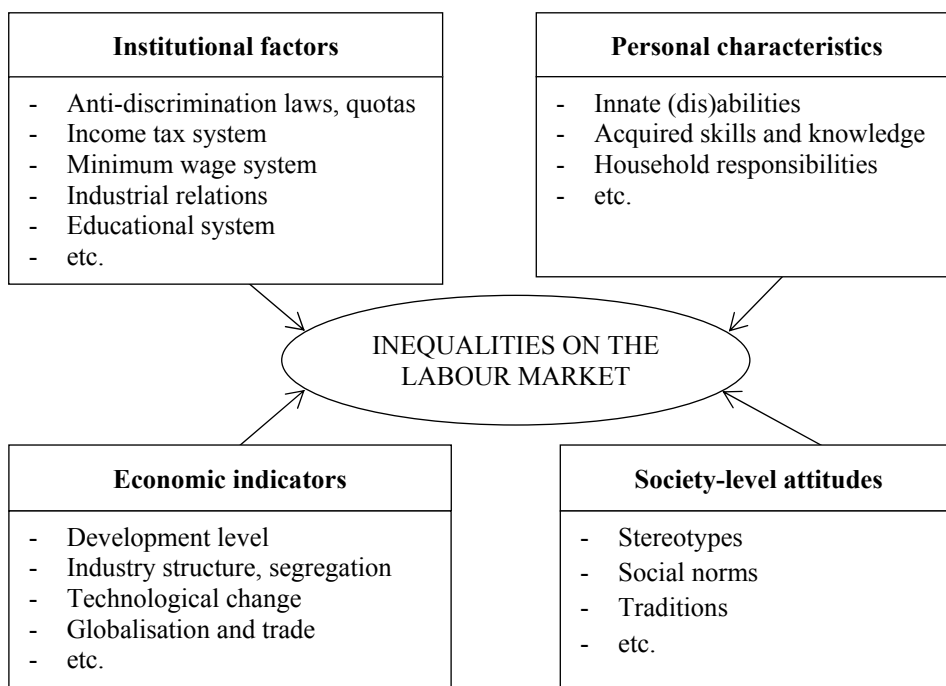 Institutional factors
- Anti-discrimination laws, quotas
- Income tax system
- Minimum wage system
- Industrial relations
- Educational system
- etc.
Personal characteristics
- Innate (dis)abilities
- Acquired skills and knowledge
- Household responsibilities
- etc.
INEQUALITIES ON THE
LABOUR MARKET
Economic indicators
- Development level
- Industry structure, segregation
- Technological change
- Globalisation and trade
- etc.
Society-level attitudes
- Stereotypes
- Social norms
- Traditions
- etc.